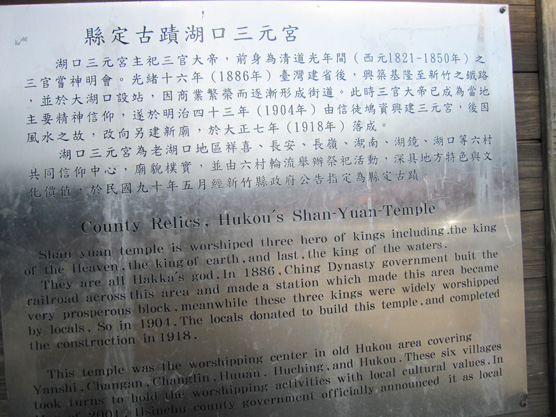 縣定古蹟湖口三元宮
湖口三元宮主祀三官大帝，前身為清道光年間（西元1821-1850年）之
三官當神明會。光緒十六年（1886年）臺灣建省後，興築基隆至新竹之鐵路
，並於大湖口設站，因商業繁榮而逐漸形成街道。此時三官大帝已成為當地
主要精神信仰，遂於明治四十三年（1904年）由信徒鳩資興建三元宮，後因
風水之故，改向另建新廟，於大正七年（1918年）落成。
湖口三元宮為老湖口地區祥喜、長安、長嶺、湖南、湖鏡、湖口等六村
共同信仰中心，廟貌樸實，並由六村輪流舉辦祭祀活動，深具地方特色與文
化價值，於民國九十年五月經新竹縣政府公告指定為縣定古蹟。
County Relics, Hukou's Shan-Yuan-Temple
Shan yuan temple is worshiped three hero of kings including,the king
of the Heaven, the king of earth, and last, the king of the waters.
They are all Hakka's god. In 1886, Ching Dynasty government buit the
railroad across this area and made a station which made this area became
very prosperous block, meanwhile these three kings were widely worshipped
by locals. So in 1904. The locals donated to build this temple, and completed
the construction in 1918.
This temple was the worshipping center in old Hukou area covering
Yanshi, Changan, Changlin, Hunan, Huching, and Hukou. These six villages
took turns to hold the worshipping activities with local cultural values. In
2001, Hsinchu county government officially announced it as local